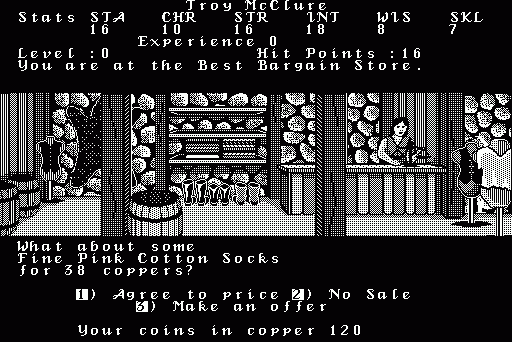 Troy McClure
Stats STA CHR STR INT WIS SKL
16 10 16 18 8 7
Experience 0
Level :0 Hit Points :16
You are at the Best Bargain Store.
What about some
Fine Pink Cotton Socks
for 38 coppers?
1) Agree to price 2) No Sale
3) Make an offer
Your coins in copper 120